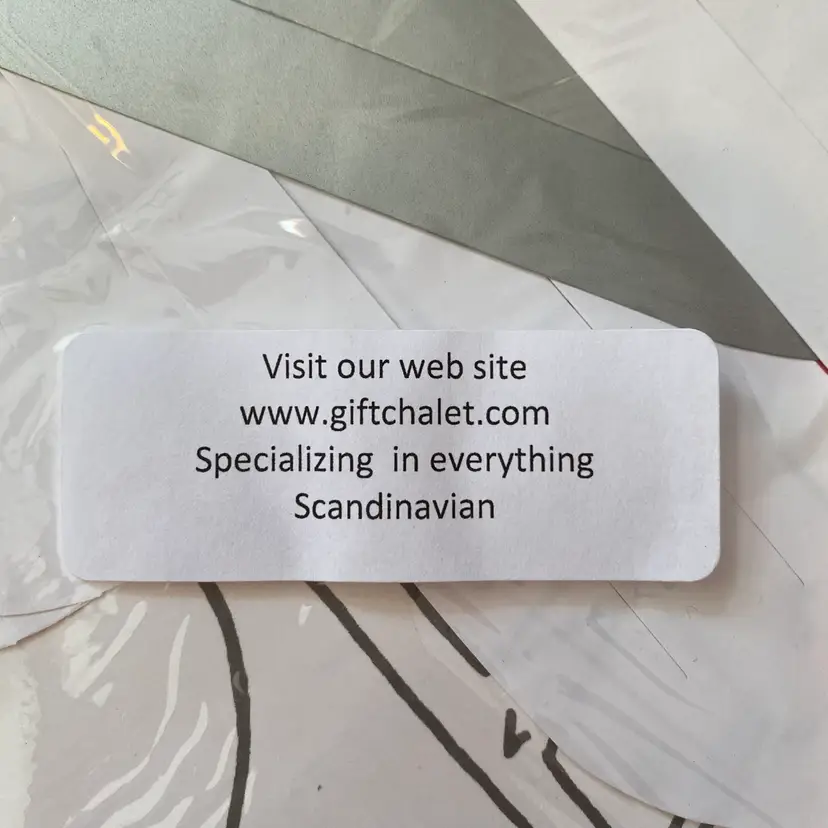 Visit our web site
www.giftchalet.com
Specializing  in everything
Scandinavian